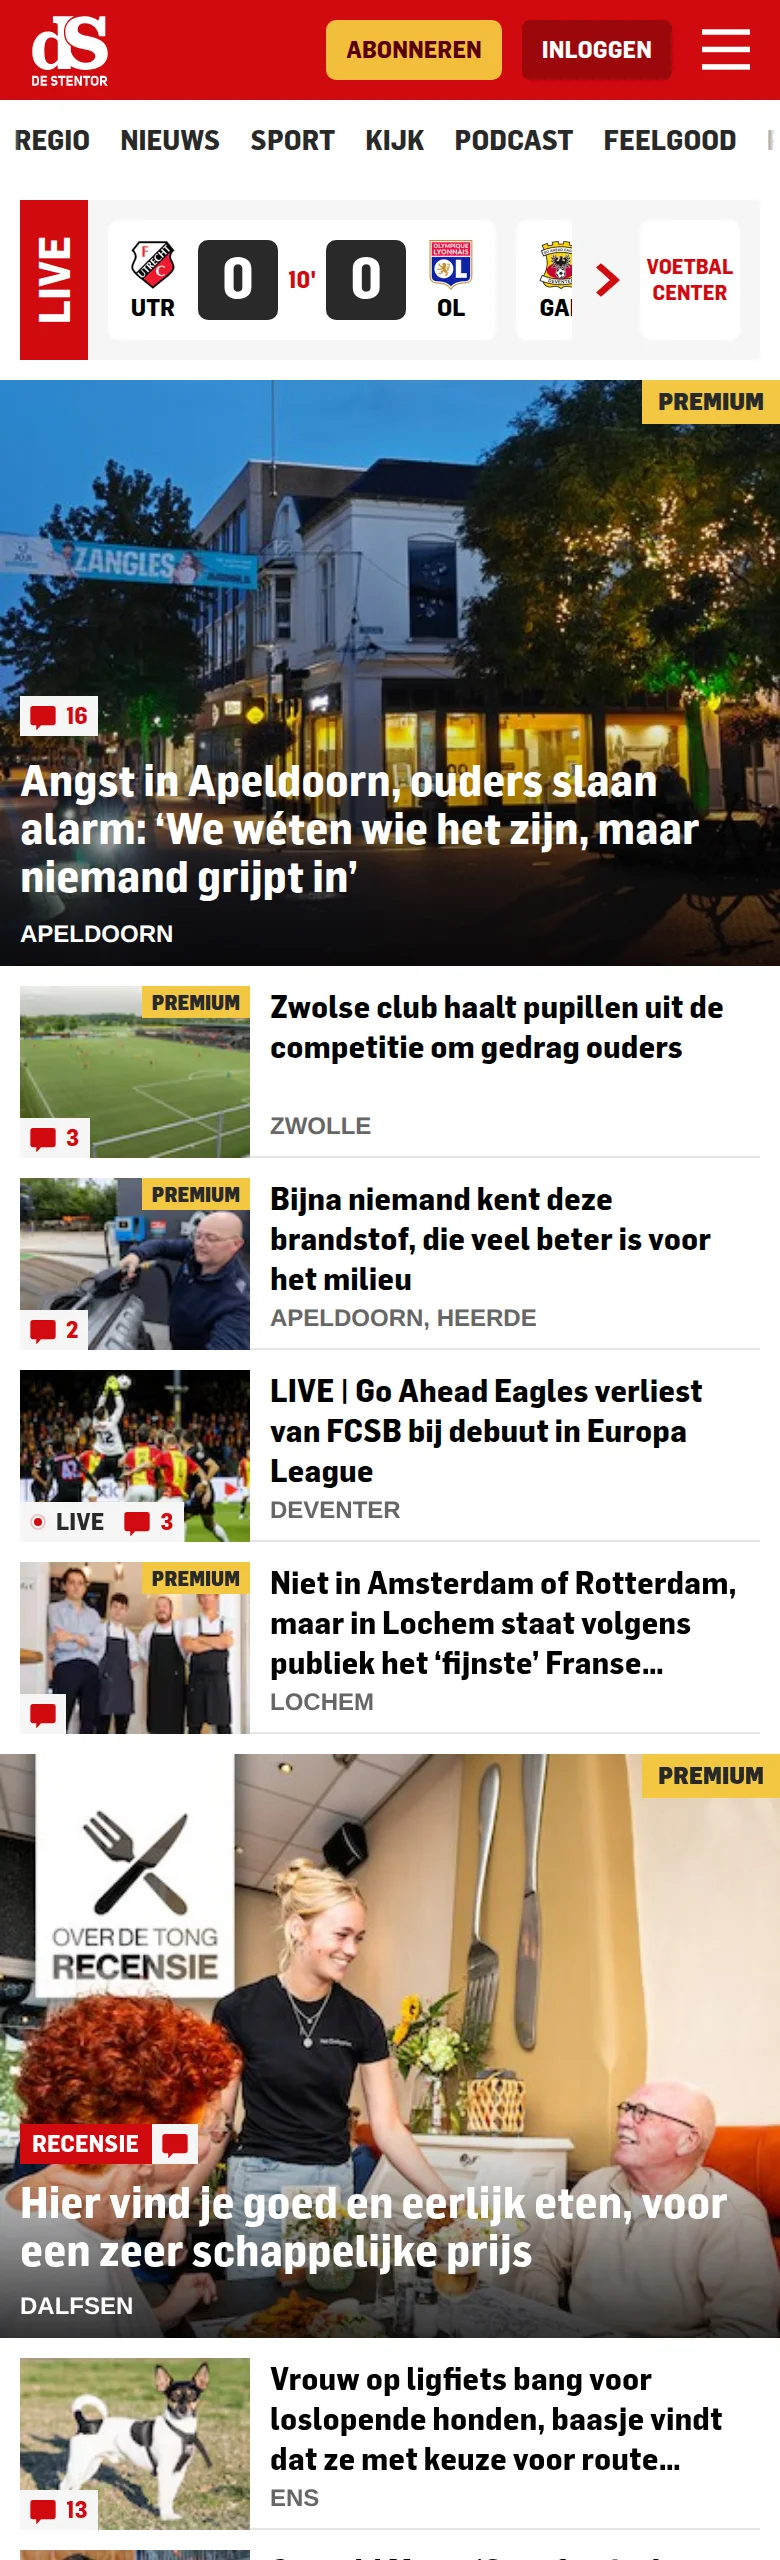 dS
DE STENTOR
ABONNEREN
INLOGGEN
REGIO NIEUWS SPORT KIJK PODCAST FEELGOOD
LIVE
UTR
0
10'
0
OLYMPIQUE
LYONNAIS
OL
OL
VOETBAL
CENTER
PREMIUM
ZANGLES
16
Angst in Apeldoorn, ouders slaan
alarm: ‘We wéten wie het zijn, maar
niemand grijpt in’
APELDOORN
PREMIUM
3
Zwolse club haalt pupillen uit de
competitie om gedrag ouders
ZWOLLE
PREMIUM
2
Bijna niemand kent deze
brandstof, die veel beter is voor
het milieu
APELDOORN, HEERDE
LIVE 3
LIVE | Go Ahead Eagles verliest
van FCSB bij debuut in Europa
League
DEVENTER
PREMIUM
Niet in Amsterdam of Rotterdam,
maar in Lochem staat volgens
publiek het ‘fijnste’ Franse...
LOCHEM
PREMIUM
OVER DE TONG
RECENSIE
RECENSIE
Hier vind je goed en eerlijk eten, voor
een zeer schappelijke prijs
DALFSEN
13
Vrouw op ligfiets bang voor
loslopende honden, baasje vindt
dat ze met keuze voor route...
ENS